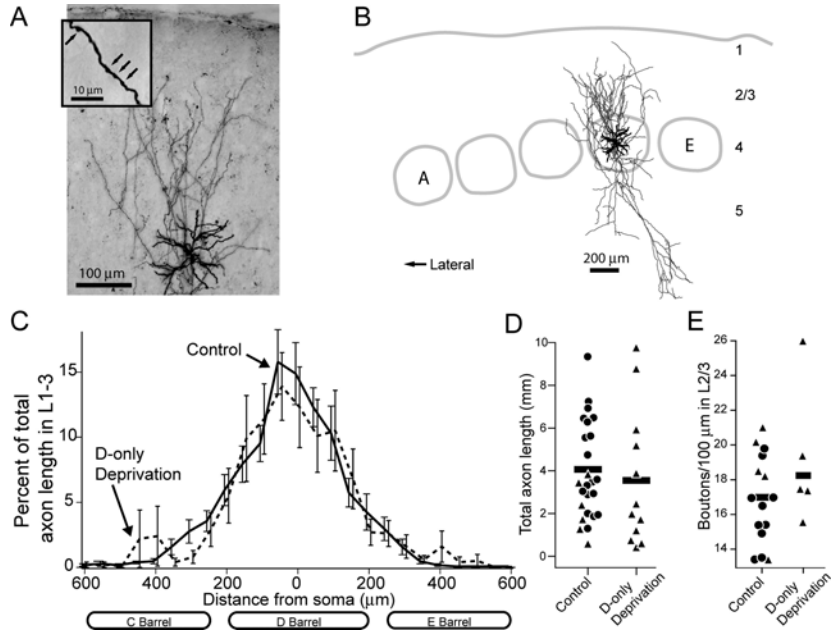 A
10 μm
100 μm
B
1
2/3
4
5
A
E
Lateral
200 μm
C
Percent of total
axon length in L1-3
15
10
5
0
Control
D-only
Deprivation
600 400 200 0 200 400 600
Distance from soma (μm)
C Barrel D Barrel E Barrel
D
Total axon length (mm)
10
8
6
4
2
0
Control
D-only
Deprivation
E
Boutons/100 μm in L2/3
26
24
22
20
18
16
14
Control
D-only
Deprivation